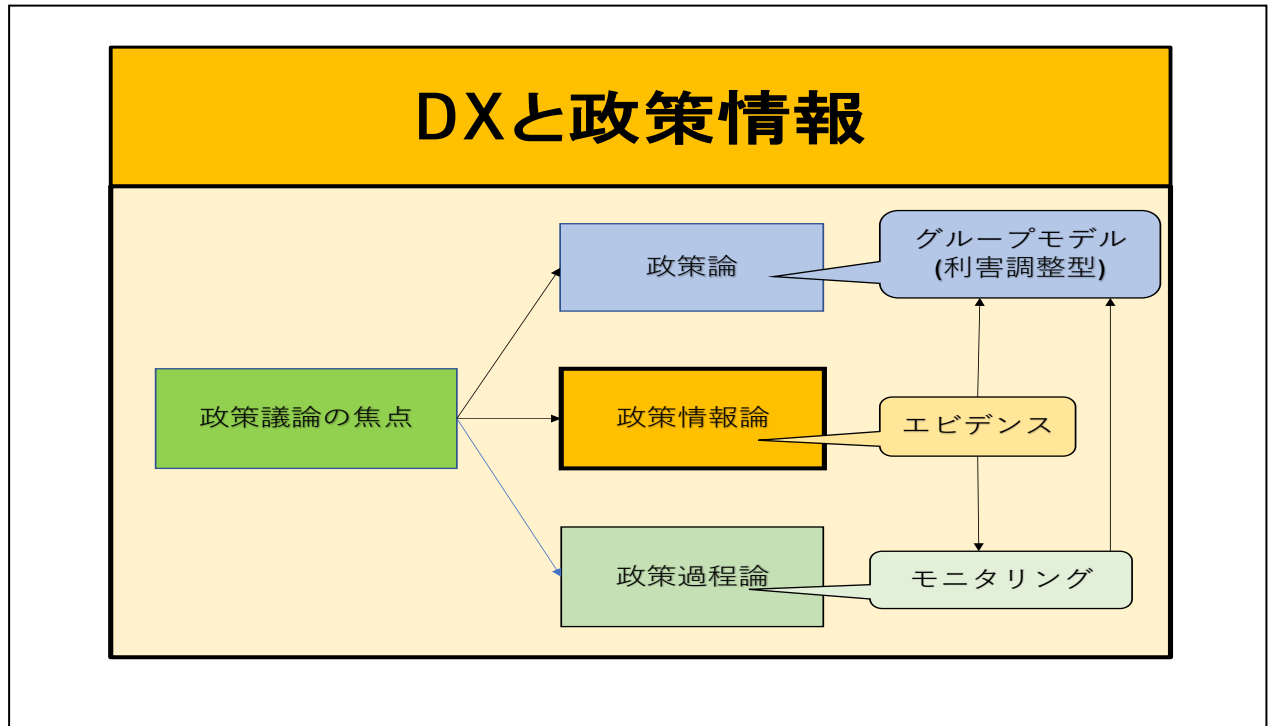 DXと政策情報
政策論
グループモデル
(利害調整型)
政策議論の焦点
政策情報論
エビデンス
政策過程論
モニタリング